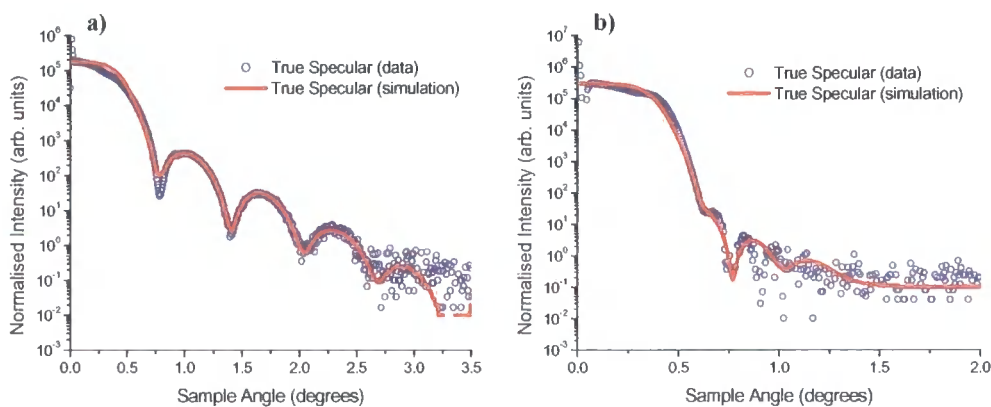 a)
Normalised Intensity (arb. units)
10^6
10^5
10^4
10^3
10^2
10^1
10^0
10^-1
10^-2
10^-3
True Specular (data)
True Specular (simulation)
0.0 0.5 1.0 1.5 2.0 2.5 3.0 3.5
Sample Angle (degrees)
b)
Normalised Intensity (arb. units)
10^7
10^6
10^5
10^4
10^3
10^2
10^1
10^0
10^-1
10^-2
10^-3
True Specular (data)
True Specular (simulation)
0.0 0.5 1.0 1.5 2.0
Sample Angle (degrees)